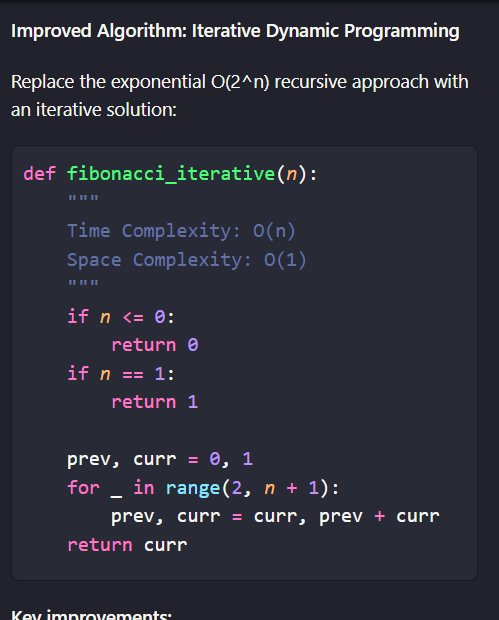 Improved Algorithm: Iterative Dynamic Programming
Replace the exponential O(2^n) recursive approach with
an iterative solution:
def fibonacci_iterative(n):
    """
    Time Complexity: O(n)
    Space Complexity: O(1)
    """
    if n <= 0:
        return 0
    if n == 1:
        return 1

    prev, curr = 0, 1
    for _ in range(2, n + 1):
        prev, curr = curr, prev + curr
    return curr
Key improvements: